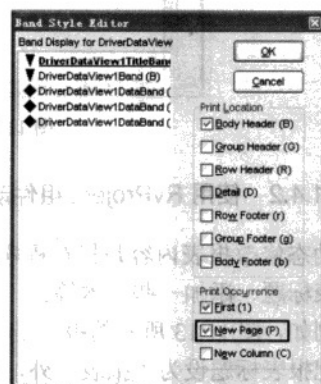 Band Style Editor
Band Display for DriverDataView
DriverDataView1TitleBan
DriverDataView1Band (B)
DriverDataView1DataBand (
DriverDataView1DataBand (
DriverDataView1DataBand (
OK
Cancel
Print Location
Body Header (B)
Group Header (G)
Row Header (R)
Detail (D)
Row Footer (r)
Group Footer (g)
Body Footer (b)
Print Occurrence
First (1)
New Page (P)
New Column (C)